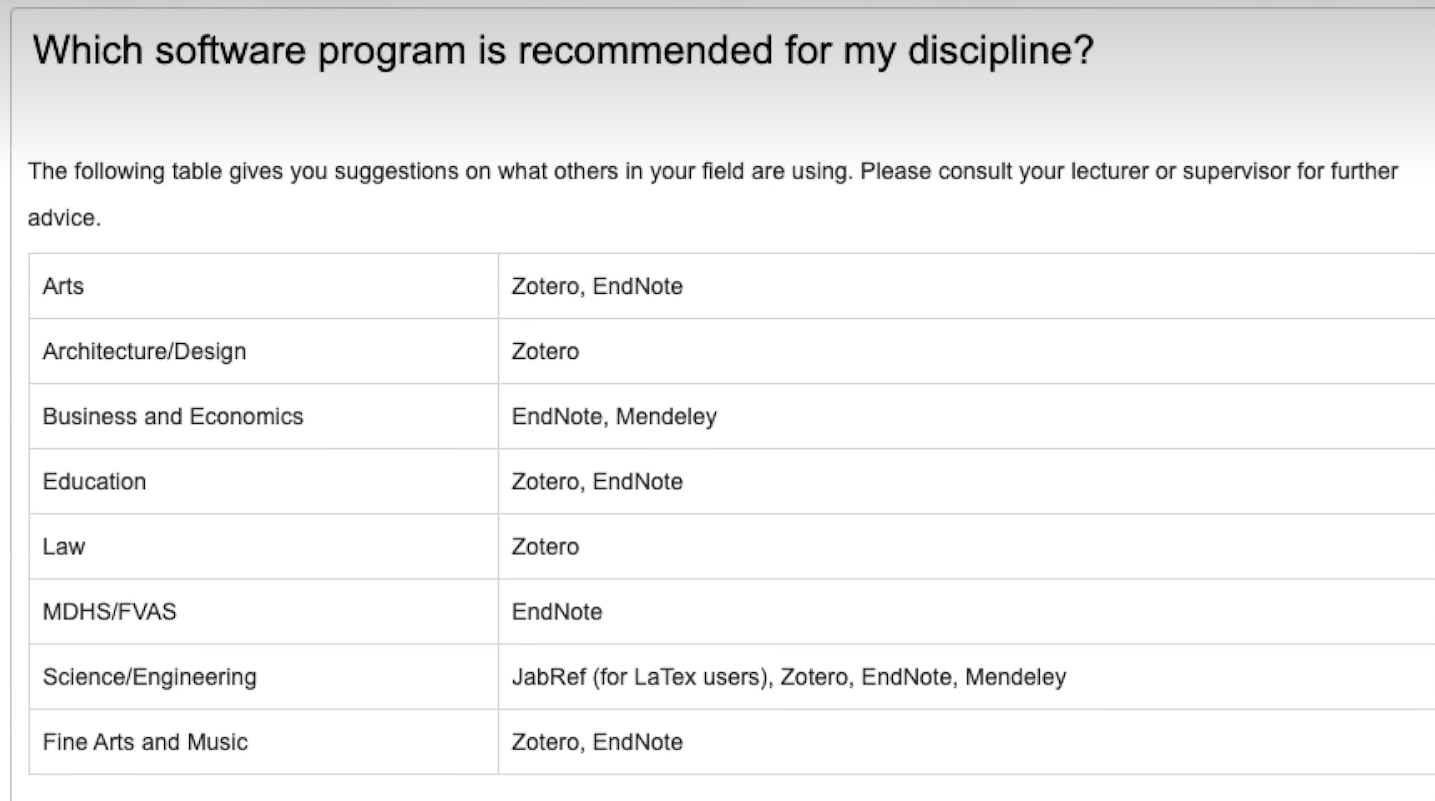 Which software program is recommended for my discipline?
The following table gives you suggestions on what others in your field are using. Please consult your lecturer or supervisor for further
advice.
Arts Zotero, EndNote
Architecture/Design Zotero
Business and Economics EndNote, Mendeley
Education Zotero, EndNote
Law Zotero
MDHS/FVAS EndNote
Science/Engineering JabRef (for LaTex users), Zotero, EndNote, Mendeley
Fine Arts and Music Zotero, EndNote